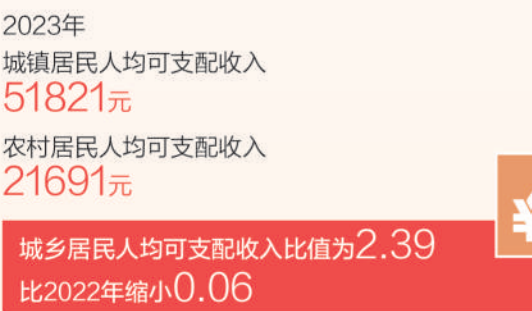 2023年
城镇居民人均可支配收入
51821元
农村居民人均可支配收入
21691元
城乡居民人均可支配收入比值为2.39
比2022年缩小0.06
¥